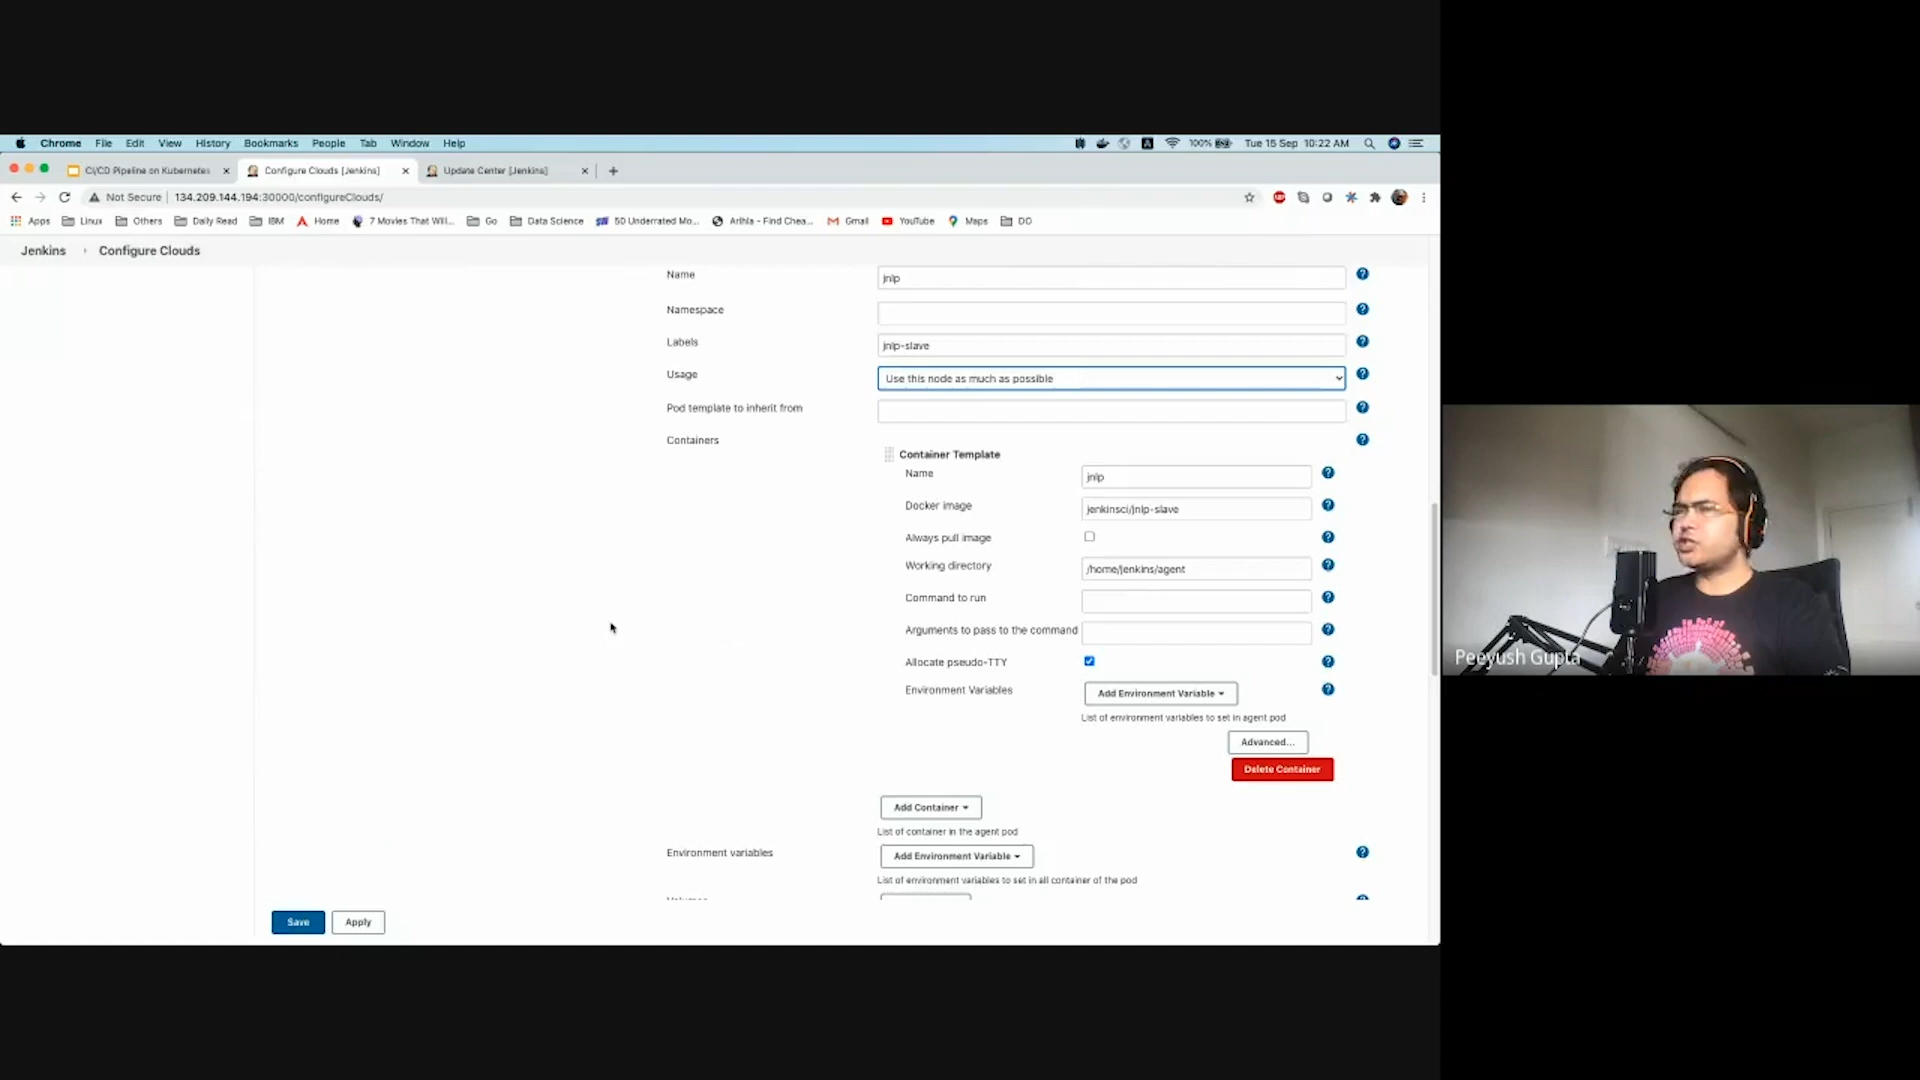 Chrome File Edit View History Bookmarks People Tab Window Help 100% Tue 15 Sep 10:22 AM
CI/CD Pipeline on Kubernetes × Configure Clouds [Jenkins] × Update Center [Jenkins] × +
Not Secure 134.209.144.194:30000/configureClouds/
Apps Linux Others Daily Read IBM Home 7 Movies That Will... Go Data Science 50 Underrated Mo... Arihla - Find Chea... Gmail YouTube Maps DO
Jenkins › Configure Clouds
Name jnlp
Namespace
Labels jnlp-slave
Usage Use this node as much as possible
Pod template to inherit from
Containers
Container Template
Name jnlp
Docker image jenkinsci/jnlp-slave
Always pull image
Working directory /home/jenkins/agent
Command to run
Arguments to pass to the command
Allocate pseudo-TTY
Environment Variables Add Environment Variable
List of environment variables to set in agent pod
Advanced...
Delete Container
Add Container
List of container in the agent pod
Environment variables Add Environment Variable
List of environment variables to set in all container of the pod
Save Apply
Peeyush Gupta